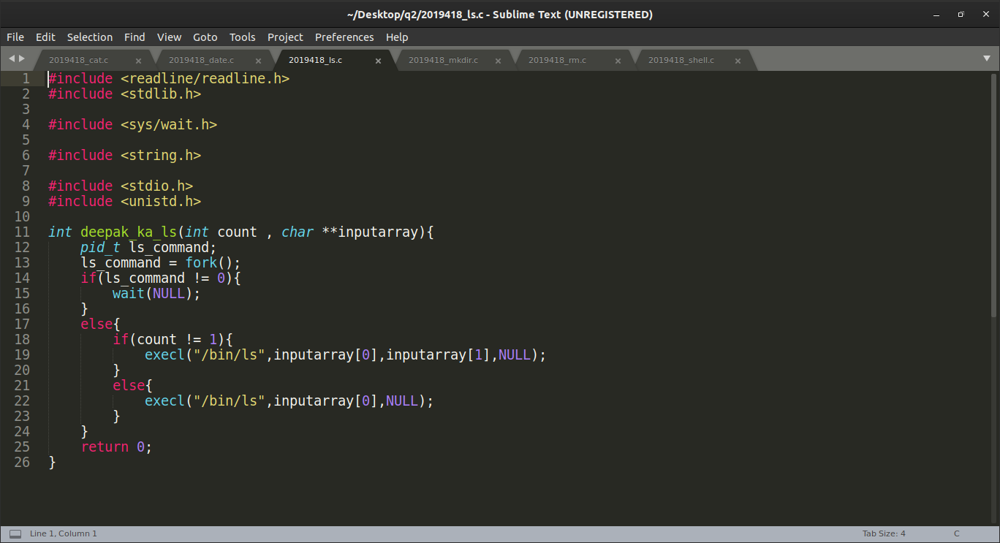 ~/Desktop/q2/2019418_ls.c - Sublime Text (UNREGISTERED)
File Edit Selection Find View Goto Tools Project Preferences Help
2019418_cat.c × 2019418_date.c × 2019418_ls.c × 2019418_mkdir.c × 2019418_rm.c × 2019418_shell.c ×
1 #include <readline/readline.h>
2 #include <stdlib.h>
3
4 #include <sys/wait.h>
5
6 #include <string.h>
7
8 #include <stdio.h>
9 #include <unistd.h>
10
11 int deepak_ka_ls(int count , char **inputarray){
12     pid_t ls_command;
13     ls_command = fork();
14     if(ls_command != 0){
15         wait(NULL);
16     }
17     else{
18         if(count != 1){
19             execl("/bin/ls",inputarray[0],inputarray[1],NULL);
20         }
21         else{
22             execl("/bin/ls",inputarray[0],NULL);
23         }
24     }
25     return 0;
26 }
Line 1, Column 1 Tab Size: 4 C